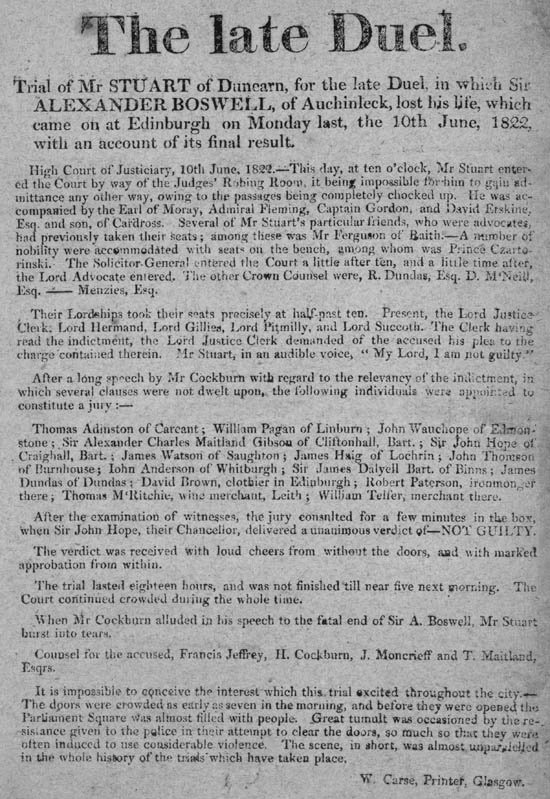 The late Duel.
Trial of Mr STUART of Dunearn, for the late Duel, in which Sir
ALEXANDER BOSWELL, of Auchinleck, lost his life, which
came on at Edinburgh on Monday last, the 10th June, 1822,
with an account of its final result.
High Court of Justiciary, 10th June, 1822.—This day, at ten o'clock, Mr Stuart enter-
ed the Court by way of the Judges' Robing Room, it being impossible for him to gain ad-
mittance any other way, owing to the passages being completely chocked up. He was ac-
companied by the Earl of Moray, Admiral Fleming, Captain Gordon, and David Erskine,
Esq. and son, of Cardross. Several of Mr Stuart's particular friends, who were advocates,
had previously taken their seats; among these was Mr Ferguson of Raith.—A number of
nobility were accommodated with seats on the bench, among whom was Prince Czarto-
rinski. The Solicitor-General entered the Court a little after ten, and a little time after,
the Lord Advocate entered. The other Crown Counsel were, R. Dundas, Esq. D. M'Neill,
Esq. —— Menzies, Esq.
Their Lordships took their seats precisely at half-past ten. Present, the Lord Justice
Clerk; Lord Hermand, Lord Gillies, Lord Pitmilly, and Lord Succoth. The Clerk having
read the indictment, the Lord Justice Clerk demanded of the accused his plea to the
charge contained therein. Mr Stuart, in an audible voice, "My Lord, I am not guilty."
After a long speech by Mr Cockburn with regard to the relevancy of the indictment, in
which several clauses were not dwelt upon, the following individuals were appointed to
constitute a jury:—
Thomas Adinston of Carcant; William Pagan of Linburn; John Wauchope of Edmon-
stone; Sir Alexander Charles Maitland Gibson of Cliftonhall, Bart.; Sir John Hope of
Craighall, Bart.; James Watson of Saughton; James Haig of Lochrin; John Thomson
of Burnhouse; Iohn Anderson of Whitburgh; Sir James Dalyell Bart. of Binns; James
Dundas of Dundas; David Brown, clothier in Edinburgh; Robert Paterson, ironmonger
there; Thomas M'Ritchie, wine merchant, Leith; William Telfer, merchant there.
After the examination of witnesses, the jury consnlted for a few minutes in the box,
when Sir John Hope, their Chancellor, delivered a unanimous verdict of—NOT GUILTY.
The verdict was received with loud cheers from without the doors, and with marked
approbation from within.
The trial lasted eighteen hours, and was not finished till near five next morning. The
Court continued crowded during the whole time.
When Mr Cockburn alluded in his speech to the fatal end of Sir A. Boswell, Mr Stuart
burst into tears.
Counsel for the accused, Francis Jeffrey, H. Cockburn, J. Moncrieff and T. Maitland,
Esqrs.
It is impossible to conceive the interest which this trial excited throughout the city.—
The doors were crowded as early as seven in the morning, and before they were opened the
Parliament Square was almost filled with people. Great tumult was occasioned by the re-
sistance given to the police in their attempt to clear the doors, so much so that they were
often induced to use considerable violence. The scene, in short, was almost unparalelled
in the whole history of the trials which have taken place.
W. Carse, Printer, Glasgow.